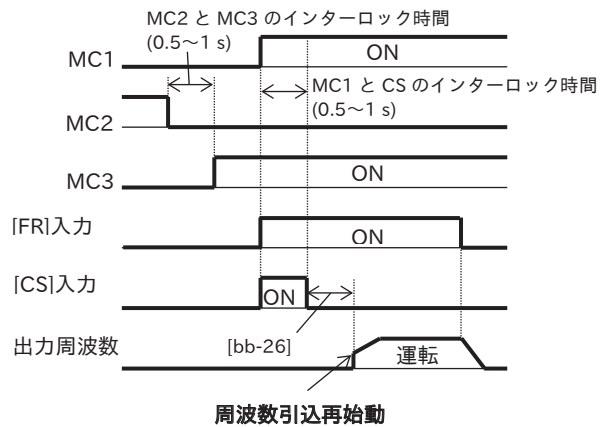 MC2 と MC3 のインターロック時間
(0.5~1 s)
MC1
ON
MC1 と CS のインターロック時間
(0.5~1 s)
MC2
MC3
ON
[FR]入力
ON
[CS]入力
ON
出力周波数
[bb-26]
運転
周波数引込再始動